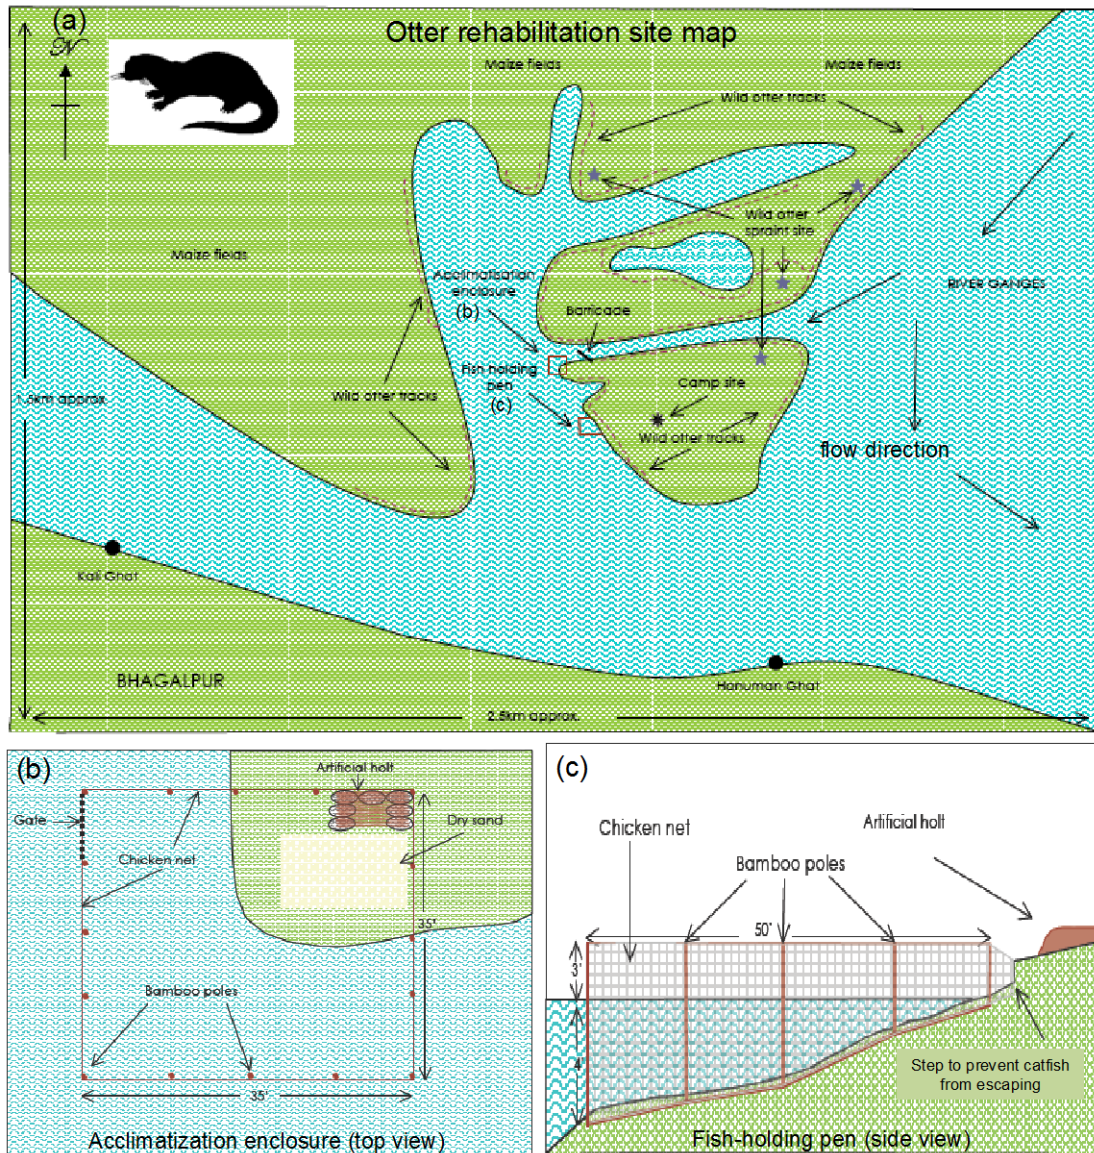 (a)
Otter rehabilitation site map
N
Maize fields
Maize fields
Wild otter tracks
Wild otter
spraint site
Maize fields
Acclimatisation
enclosure
(b)
RIVER GANGES
Barricade
Fish holding
pen
(c)
Camp site
1.5km approx.
Wild otter tracks
Wild otter tracks
flow direction
Kali Ghat
BHAGALPUR
Hanuman Ghat
2.5km approx.
(b)
Artificial holt
Gate
Dry sand
Chicken net
35'
Bamboo poles
35'
Acclimatization enclosure (top view)
(c)
Chicken net
Artificial holt
Bamboo poles
50'
3'
4'
Step to prevent catfish
from escaping
Fish-holding pen (side view)